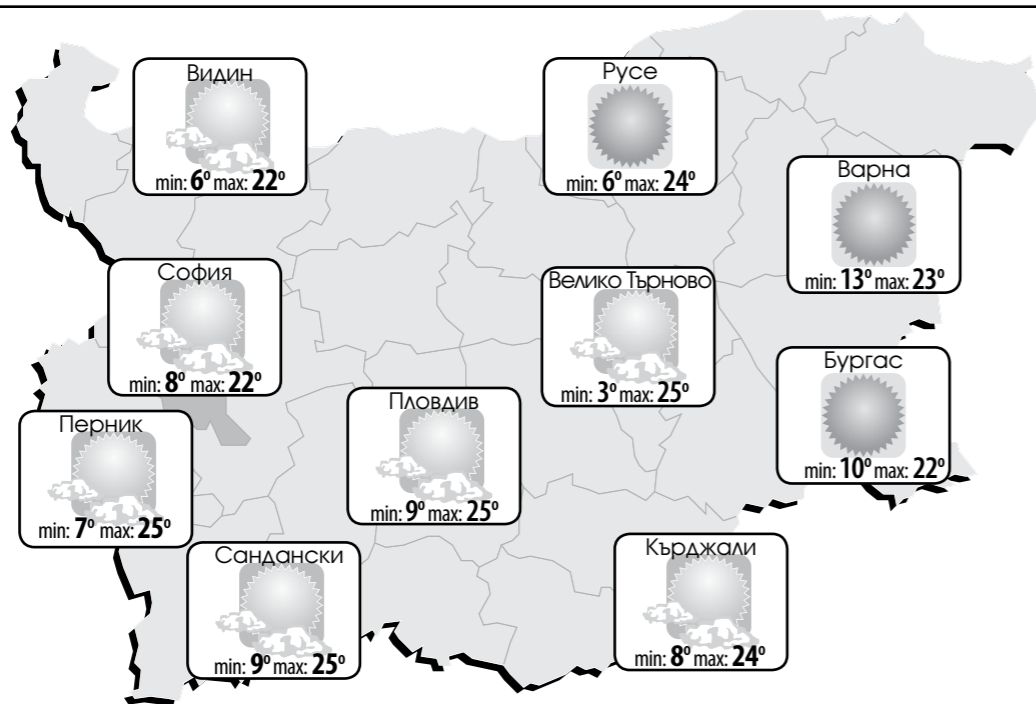 Видин
min: 6° max: 22°
Русе
min: 6° max: 24°
Варна
min: 13° max: 23°
София
min: 8° max: 22°
Велико Търново
min: 3° max: 25°
Бургас
min: 10° max: 22°
Пловдив
min: 9° max: 25°
Перник
min: 7° max: 25°
Сандански
min: 9° max: 25°
Кърджали
min: 8° max: 24°